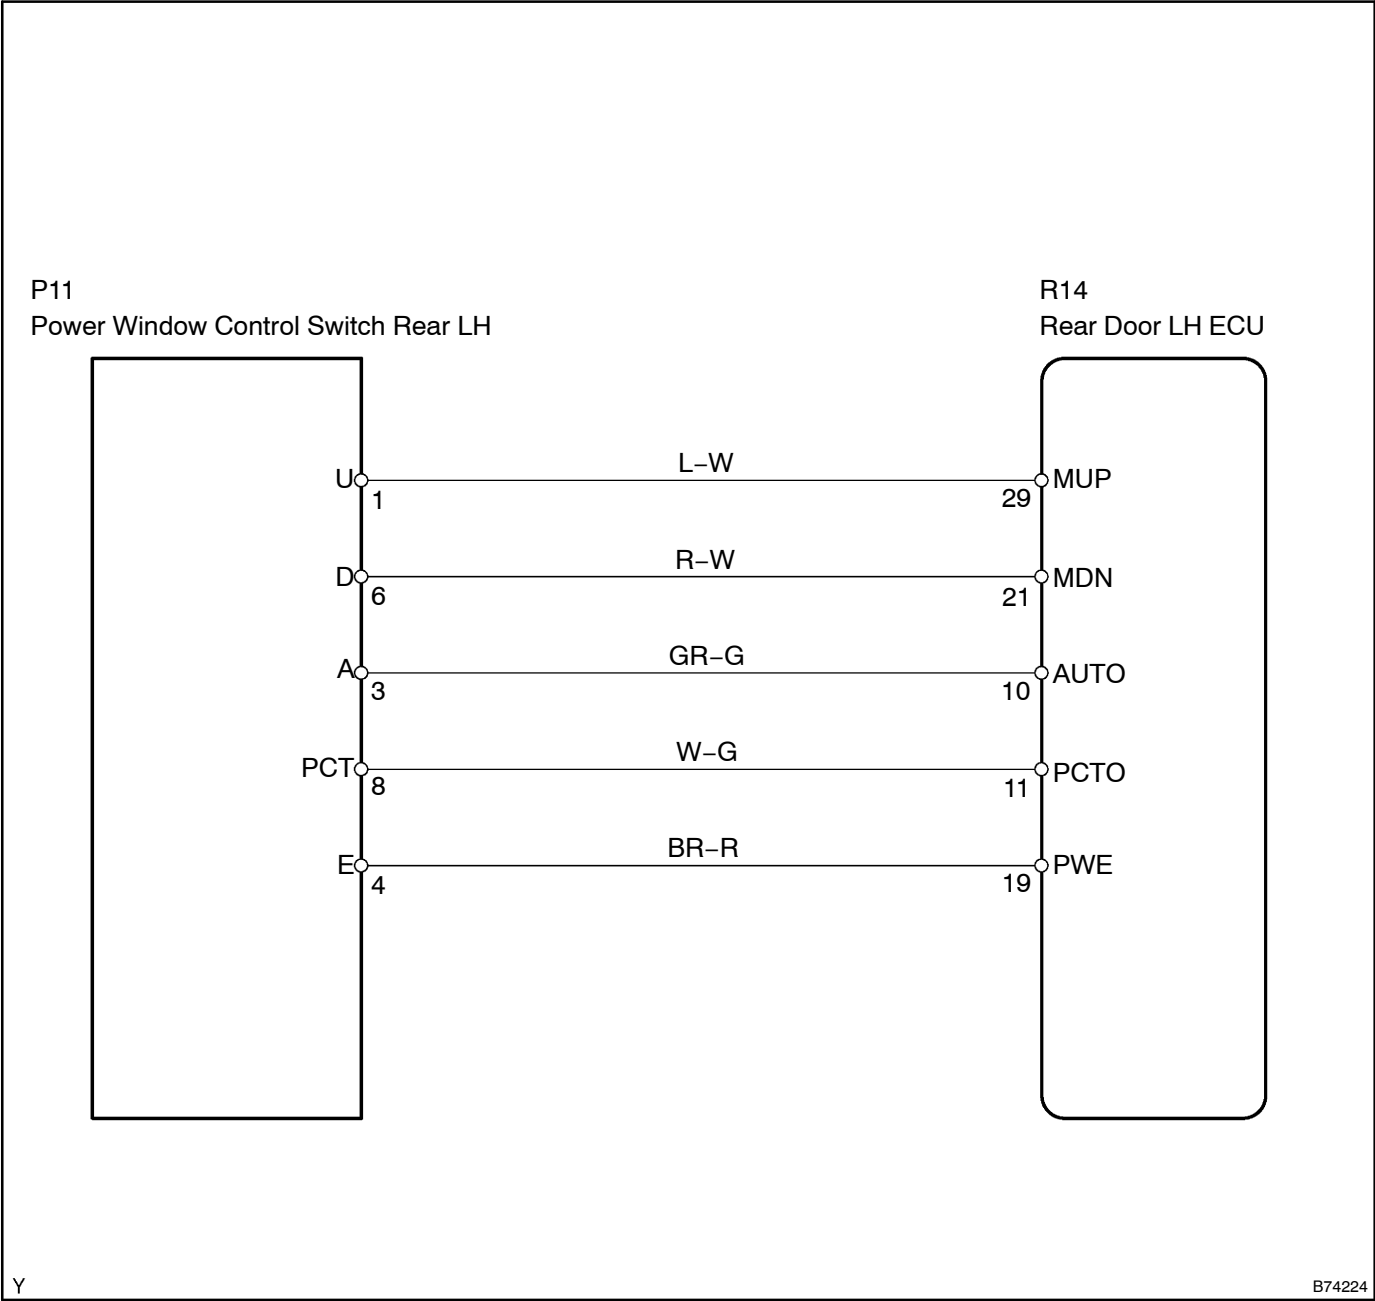 P11
Power Window Control Switch Rear LH
R14
Rear Door LH ECU
U 1 L–W 29 MUP
D 6 R–W 21 MDN
A 3 GR–G 10 AUTO
PCT 8 W–G 11 PCTO
E 4 BR–R 19 PWE
Y
B74224